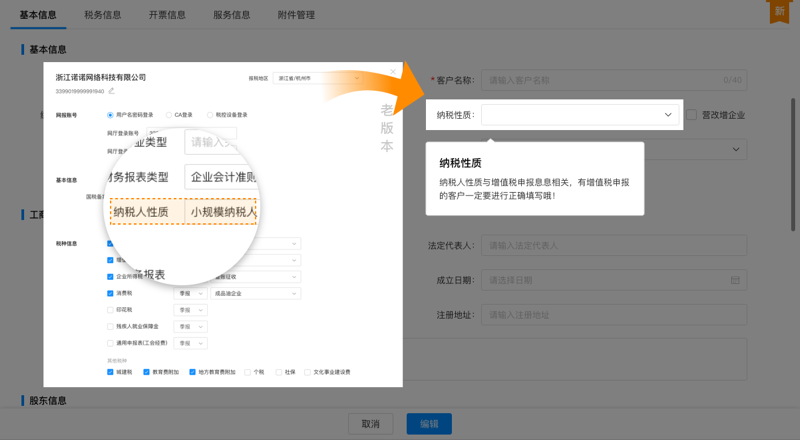 基本信息 税务信息 开票信息 服务信息 附件管理
新
基本信息
浙江诺诺网络科技有限公司
报税地区 浙江省/杭州市
3399019999991940
老版本
*客户名称： 请输入客户名称 0/40
网报账号 用户名密码登录 CA登录 税控设备登录
纳税性质： 营改增企业
网厅登录账号
业类型 请输入
纳税性质
纳税人性质与增值税申报息息相关，有增值税申报
的客户一定要进行正确填写哦！
基本信息
财务报表类型 企业会计准则
国税
纳税人性质 小规模纳税人
工商
税种信息
法定代表人： 请输入法定代表人
报表
企业所得税
成立日期： 请选择日期
消费税 季报 成品油企业
印花税 季报
注册地址： 请输入注册地址
残疾人就业保障金 季报
通用申报表(工会经费) 季报
其他税种
城建税 教育费附加 地方教育费附加 个税 社保 文化事业建设费
股东信息
取消 编辑